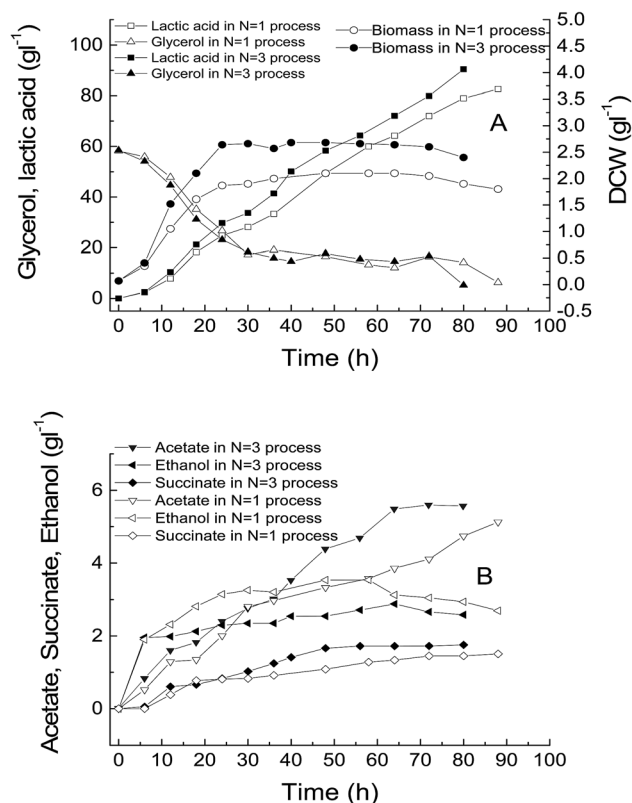 Glycerol, lactic acid (gl⁻¹)
100
80
60
40
20
0
Lactic acid in N=1 process
Glycerol in N=1 process
Lactic acid in N=3 process
Glycerol in N=3 process
Biomass in N=1 process
Biomass in N=3 process
A
5.0
4.5
4.0
3.5
3.0
2.5
2.0
1.5
1.0
0.5
0.0
-0.5
DCW (gl⁻¹)
0 10 20 30 40 50 60 70 80 90 100
Time (h)
Acetate, Succinate, Ethanol (gl⁻¹)
6
4
2
0
Acetate in N=3 process
Ethanol in N=3 process
Succinate in N=3 process
Acetate in N=1 process
Ethanol in N=1 process
Succinate in N=1 process
B
0 10 20 30 40 50 60 70 80 90 100
Time (h)